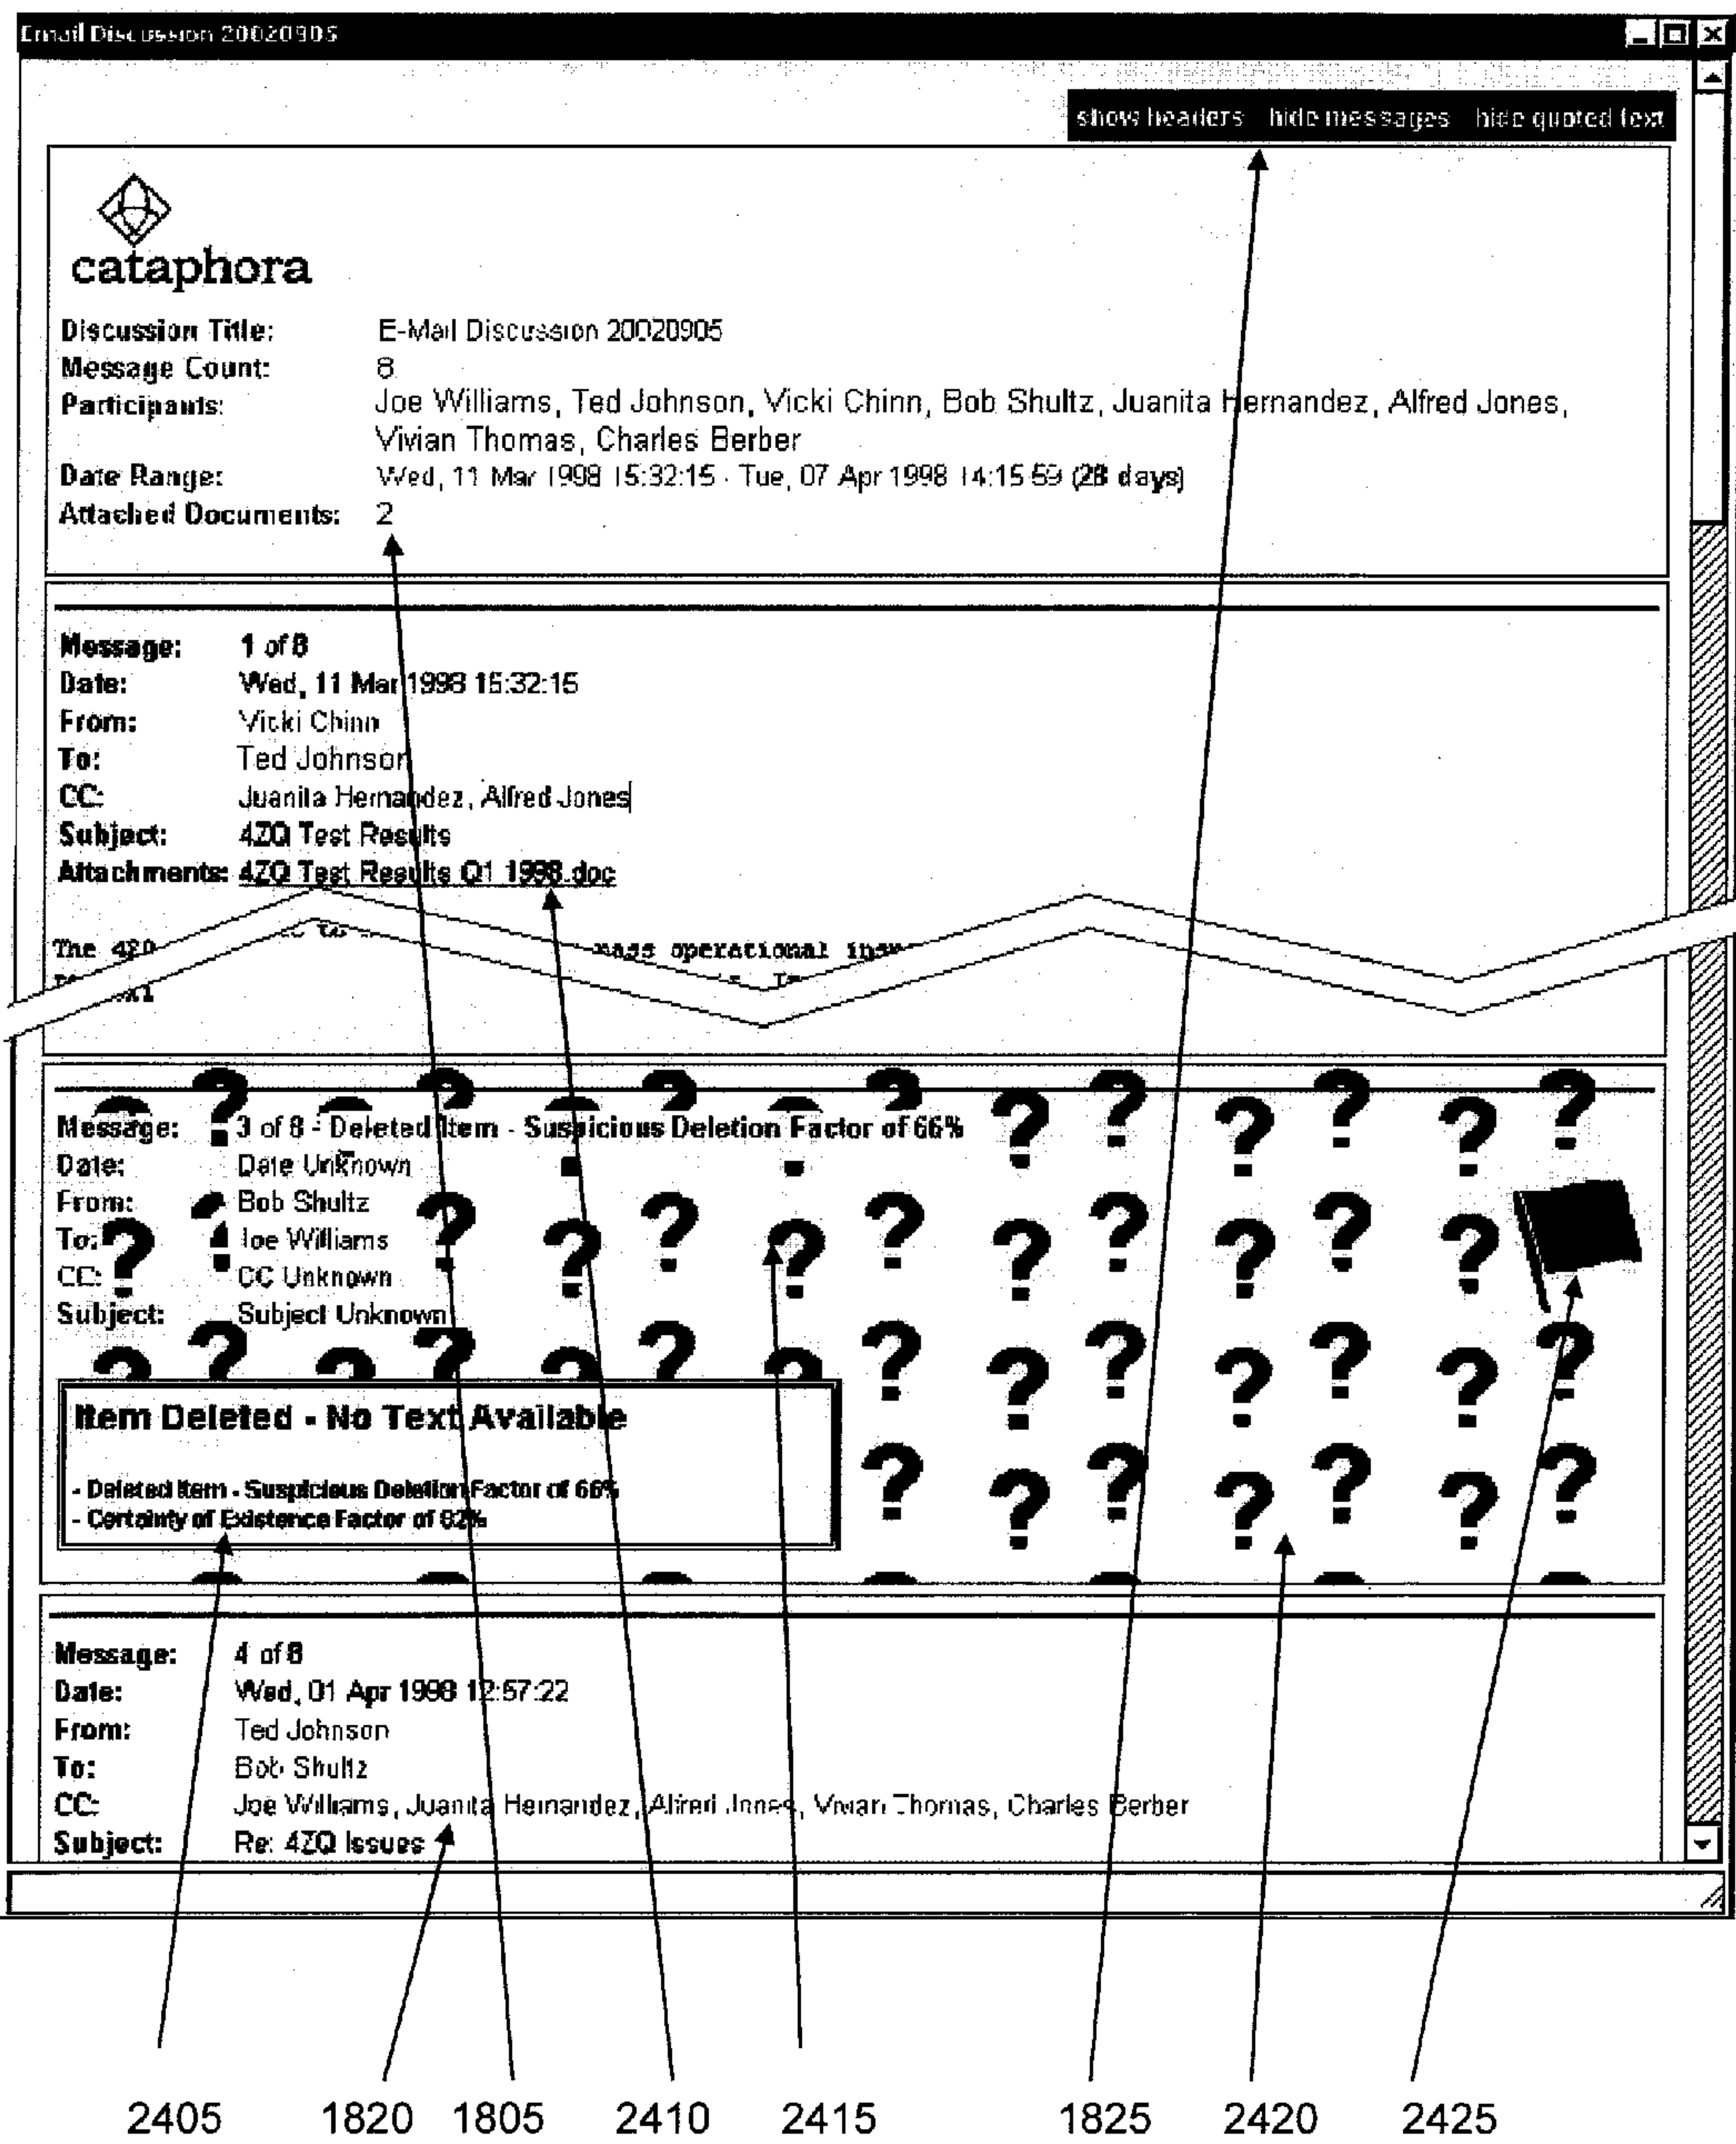 Email Discussion 20020905
show headers hide messages hide quoted text
cataphora
Discussion Title: E-Mail Discussion 20020905
Message Count: 8
Participants: Joe Williams, Ted Johnson, Vicki Chinn, Bob Shultz, Juanita Hernandez, Alfred Jones,
Vivian Thomas, Charles Berber
Date Range: Wed, 11 Mar 1998 15:32:15 - Tue, 07 Apr 1998 14:15:59 (28 days)
Attached Documents: 2
Message: 1 of 8
Date: Wed, 11 Mar 1998 15:32:15
From: Vicki Chinn
To: Ted Johnson
CC: Juanita Hernandez, Alfred Jones
Subject: 4ZQ Test Results
Attachments: 4ZQ Test Results Q1 1998.doc
The mass operational
Message: 3 of 8 - Deleted Item - Suspicious Deletion Factor of 66%
Date: Date Unknown
From: Bob Shultz
To: Joe Williams
CC: CC Unknown
Subject: Subject Unknown
Item Deleted - No Text Available
- Deleted Item - Suspicious Deletion Factor of 66%
- Certainty of Existence Factor of 82%
Message: 4 of 8
Date: Wed, 01 Apr 1998 12:57:22
From: Ted Johnson
To: Bob Shultz
CC: Joe Williams, Juanita Hernandez, Alfred Jones, Vivian Thomas, Charles Berber
Subject: Re: 4ZQ Issues
2405 1820 1805 2410 2415 1825 2420 2425